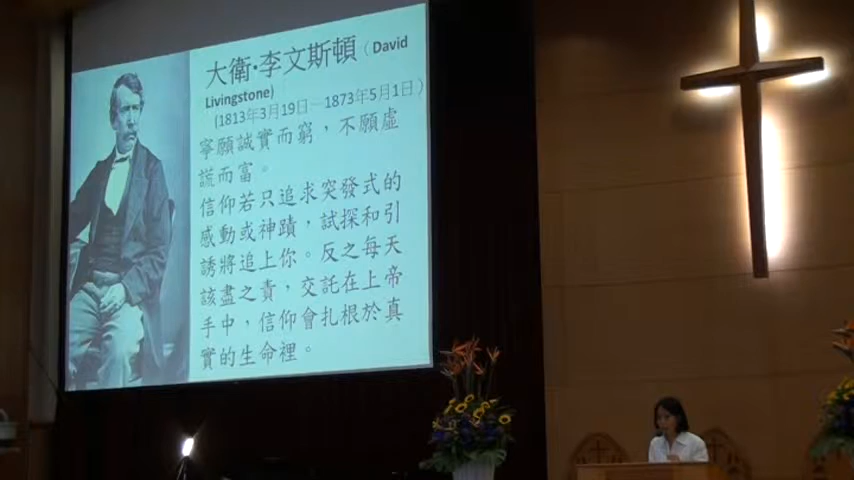 大衛·李文斯頓（David
Livingstone)
(1813年3月19日－1873年5月1日）
寧願誠實而窮，不願虛
謊而富。
信仰若只追求突發式的
感動或神蹟，試探和引
誘將追上你。反之每天
該盡之責，交託在上帝
手中，信仰會扎根於真
實的生命裡。